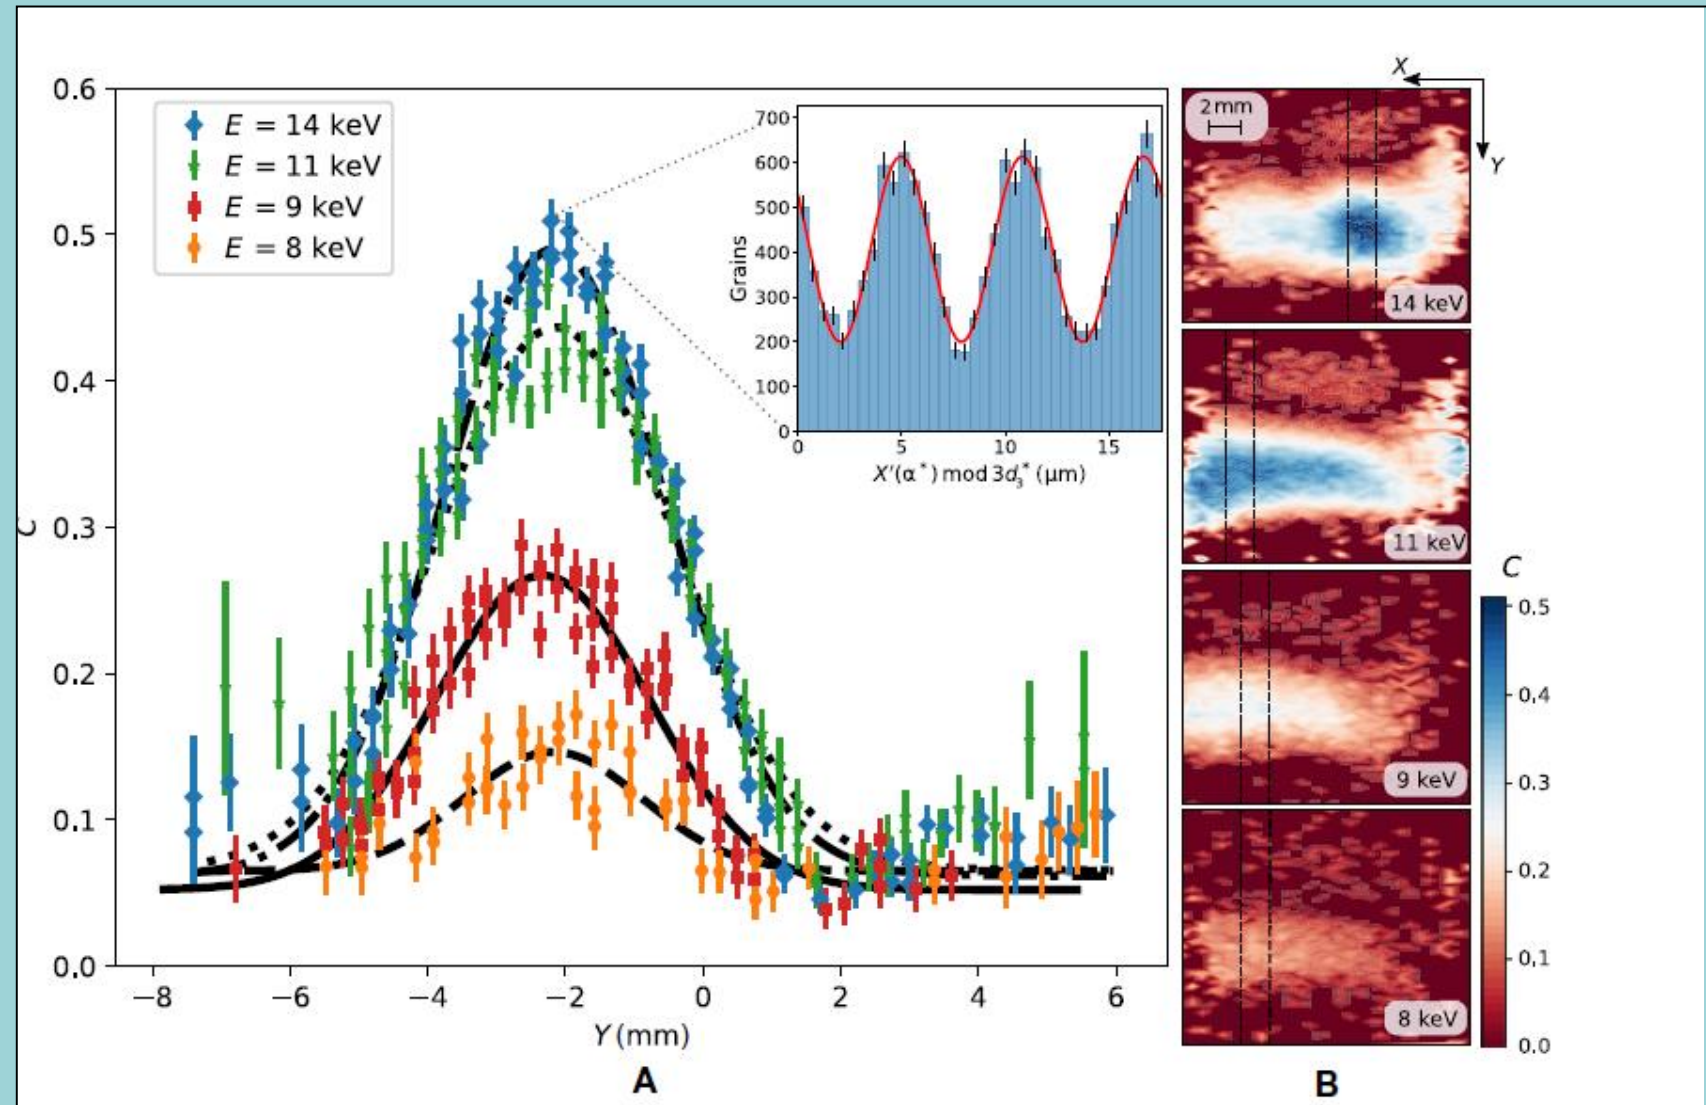 E = 14 keV
E = 11 keV
E = 9 keV
E = 8 keV
0.6
0.5
0.4
0.3
0.2
0.1
0.0
C
−8 −6 −4 −2 0 2 4 6
Y (mm)
A
700
600
500
400
300
200
100
0
Grains
0 5 10 15
X′(α*) mod 3d₃* (μm)
X
Y
2 mm
14 keV
11 keV
9 keV
8 keV
C
0.5
0.4
0.3
0.2
0.1
0.0
B